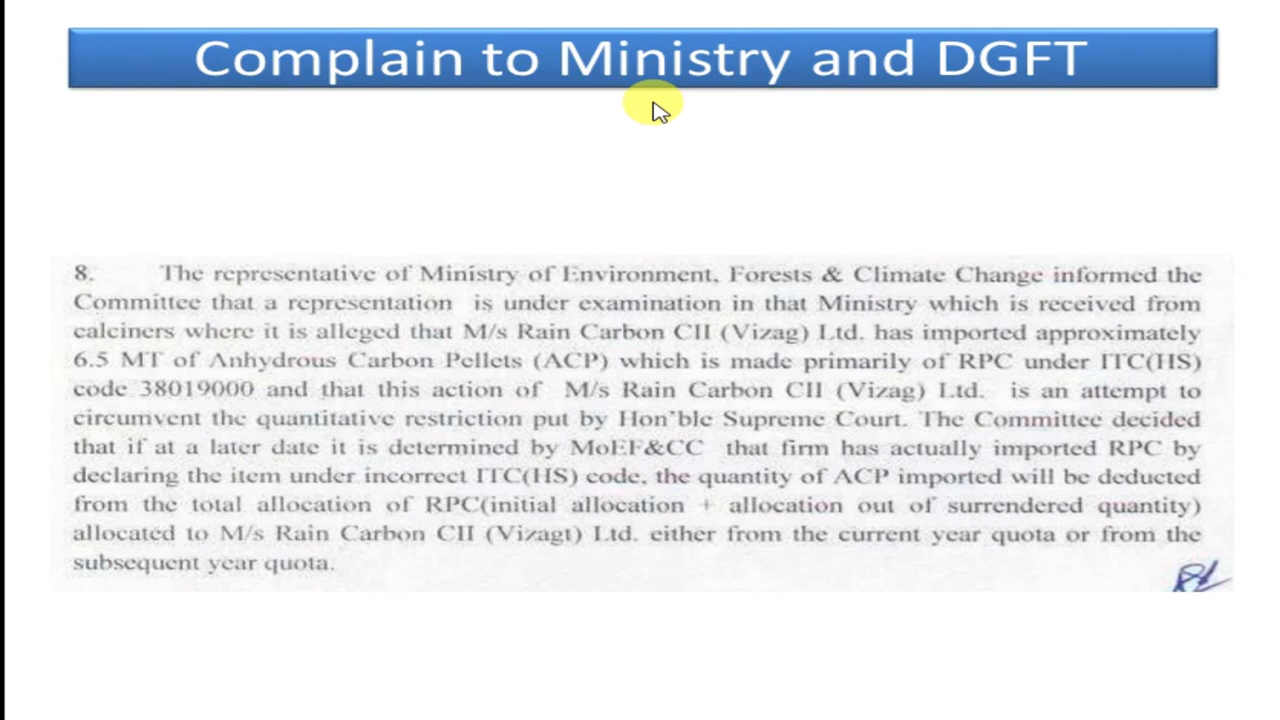 Complain to Ministry and DGFT
8. The representative of Ministry of Environment, Forests & Climate Change informed the
Committee that a representation is under examination in that Ministry which is received from
calciners where it is alleged that M/s Rain Carbon CII (Vizag) Ltd. has imported approximately
6.5 MT of Anhydrous Carbon Pellets (ACP) which is made primarily of RPC under ITC(HS)
code 38019000 and that this action of M/s Rain Carbon CII (Vizag) Ltd. is an attempt to
circumvent the quantitative restriction put by Hon'ble Supreme Court. The Committee decided
that if at a later date it is determined by MoEF&CC that firm has actually imported RPC by
declaring the item under incorrect ITC(HS) code, the quantity of ACP imported will be deducted
from the total allocation of RPC(initial allocation + allocation out of surrendered quantity)
allocated to M/s Rain Carbon CII (Vizagt) Ltd. either from the current year quota or from the
subsequent year quota.